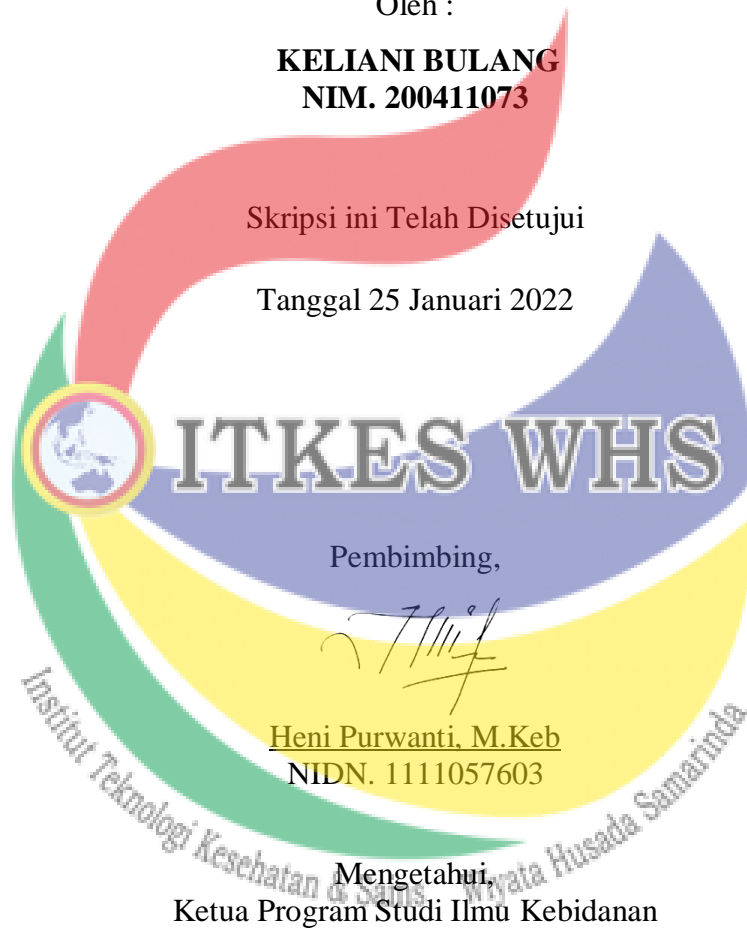 Oleh :
KELIANI BULANG
NIM. 200411073
Skripsi ini Telah Disetujui
Tanggal 25 Januari 2022
ITKES WHS
Pembimbing,
Heni Purwanti, M.Keb
NIDN. 1111057603
Institut Teknologi Kesehatan & Sains Wiyata Husada Samarinda
Mengetahui,
Ketua Program Studi Ilmu Kebidanan